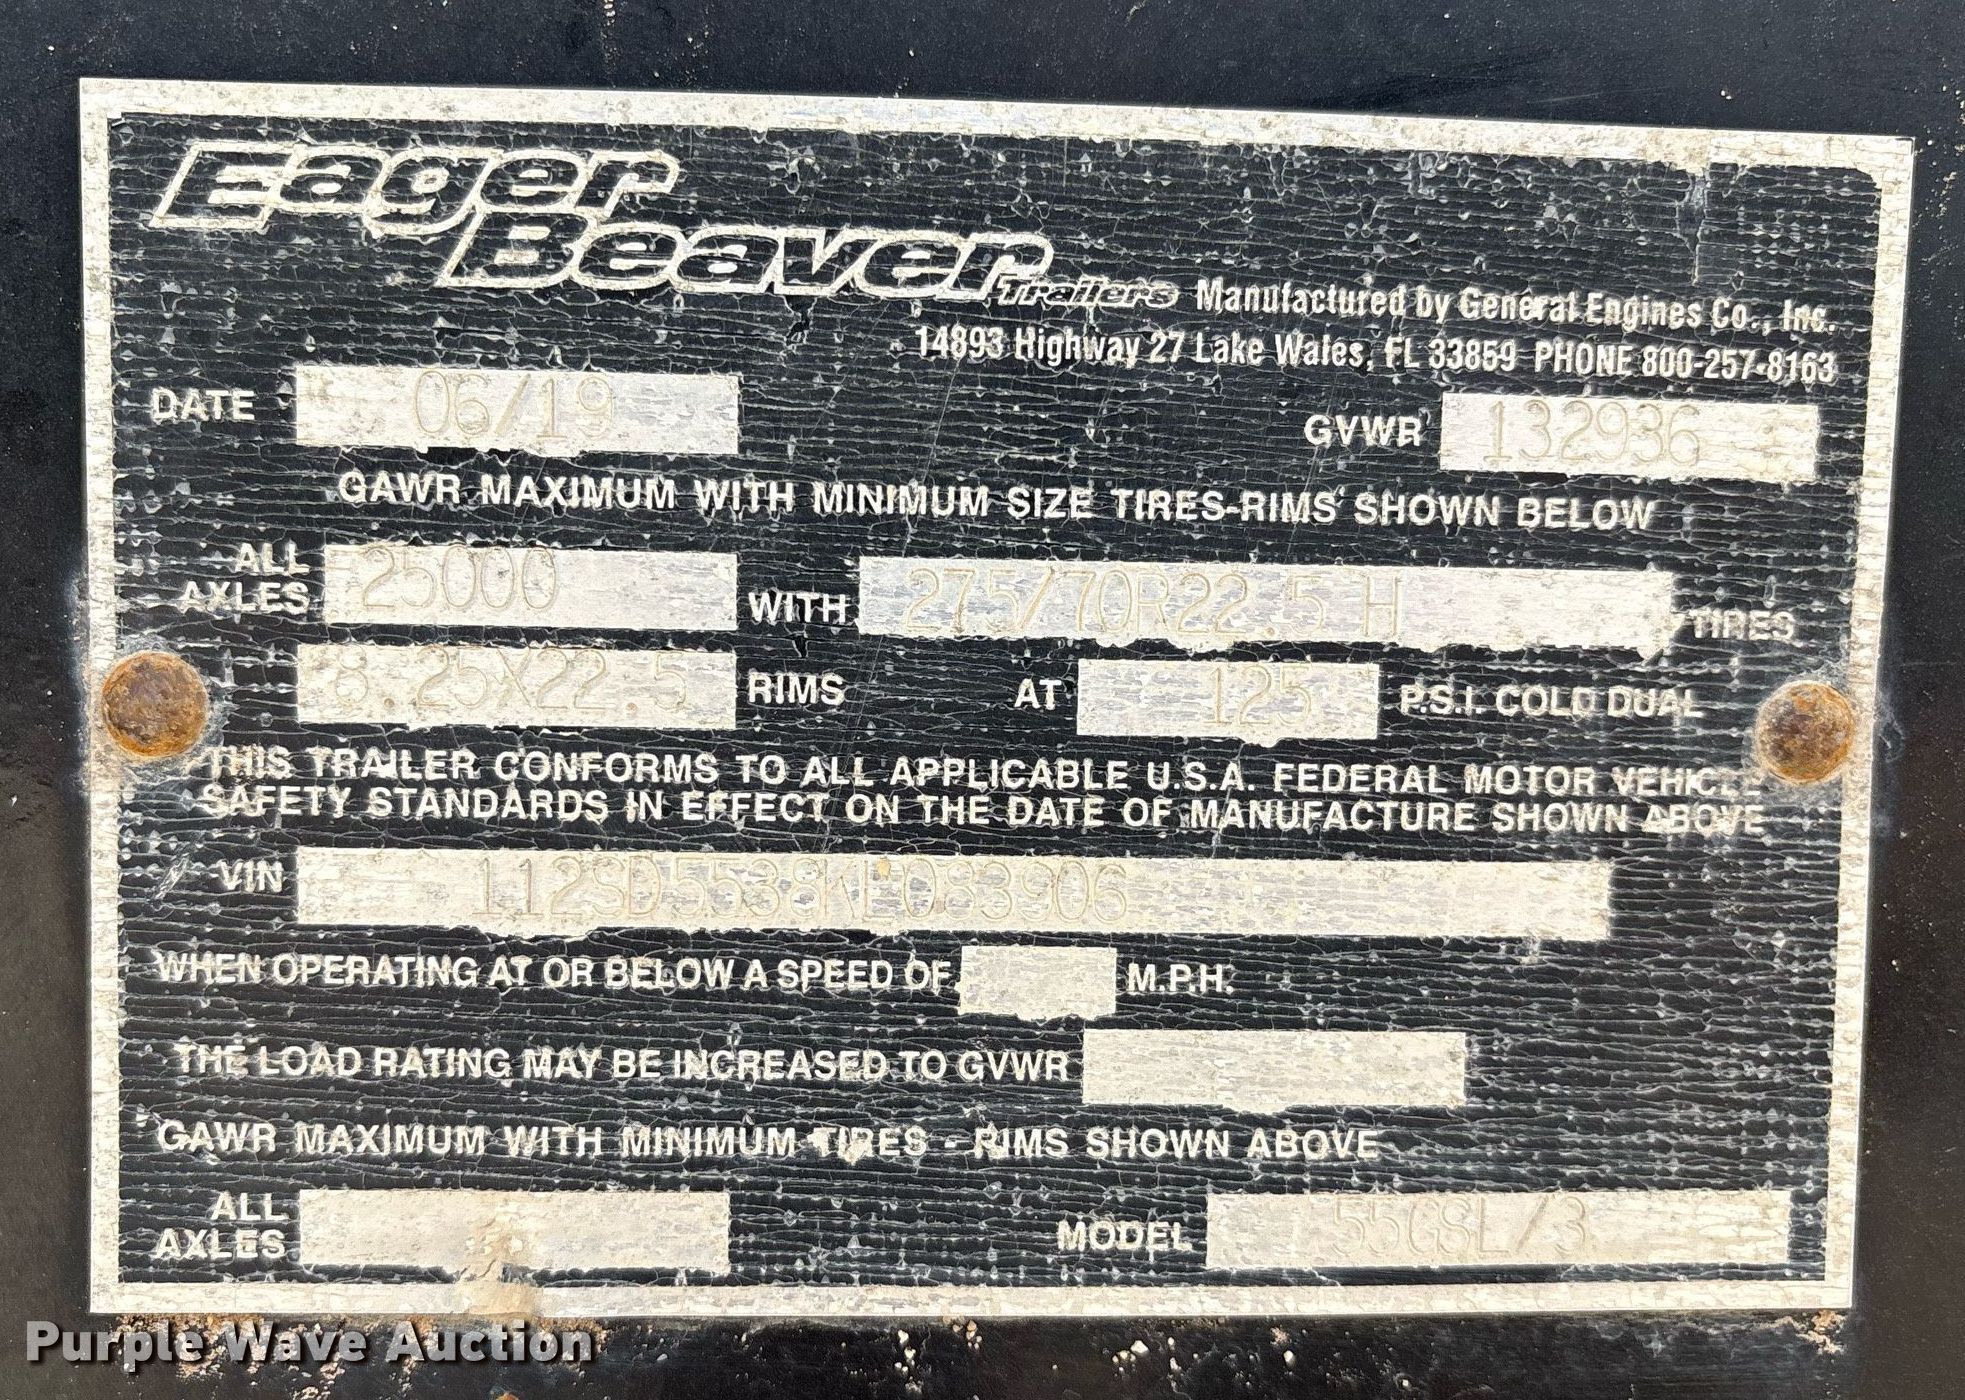 Eager
Beaver
Trailers Manufactured by General Engines Co., Inc.
14893 Highway 27 Lake Wales, FL 33859 PHONE 800-257-8163
DATE 06/19 GVWR 132936
GAWR MAXIMUM WITH MINIMUM SIZE TIRES-RIMS SHOWN BELOW
ALL AXLES 25000 WITH 275/70R22.5 H TIRES
8.25X22.5 RIMS AT 125 P.S.I. COLD DUAL
THIS TRAILER CONFORMS TO ALL APPLICABLE U.S.A. FEDERAL MOTOR VEHICLE
SAFETY STANDARDS IN EFFECT ON THE DATE OF MANUFACTURE SHOWN ABOVE
VIN 112SD5538KL083906
WHEN OPERATING AT OR BELOW A SPEED OF M.P.H.
THE LOAD RATING MAY BE INCREASED TO GVWR
GAWR MAXIMUM WITH MINIMUM TIRES - RIMS SHOWN ABOVE
ALL AXLES MODEL 55GSL/3
Purple Wave Auction